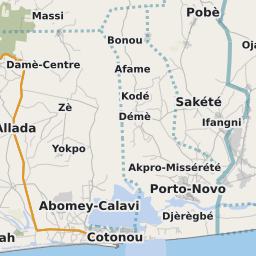 Massi
Pobè
Bonou
Oja
Damè-Centre
Afame
Kodé
Zè
Sakété
Démè
Ifangni
Allada
Yokpo
Akpro-Missérété
Porto-Novo
Abomey-Calavi
Djèrègbé
Cotonou
ah